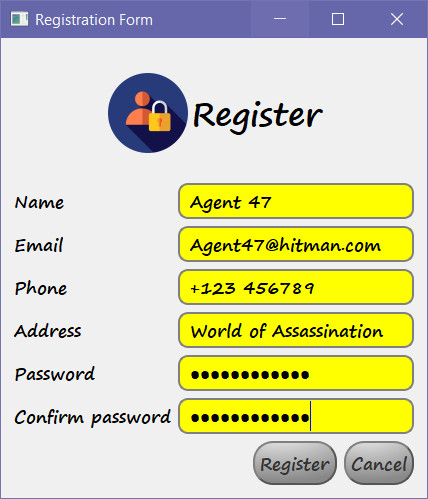 Registration Form
Register
Name Agent 47
Email Agent47@hitman.com
Phone +123 456789
Address World of Assassination
Password ••••••••••••
Confirm password ••••••••••••
Register Cancel